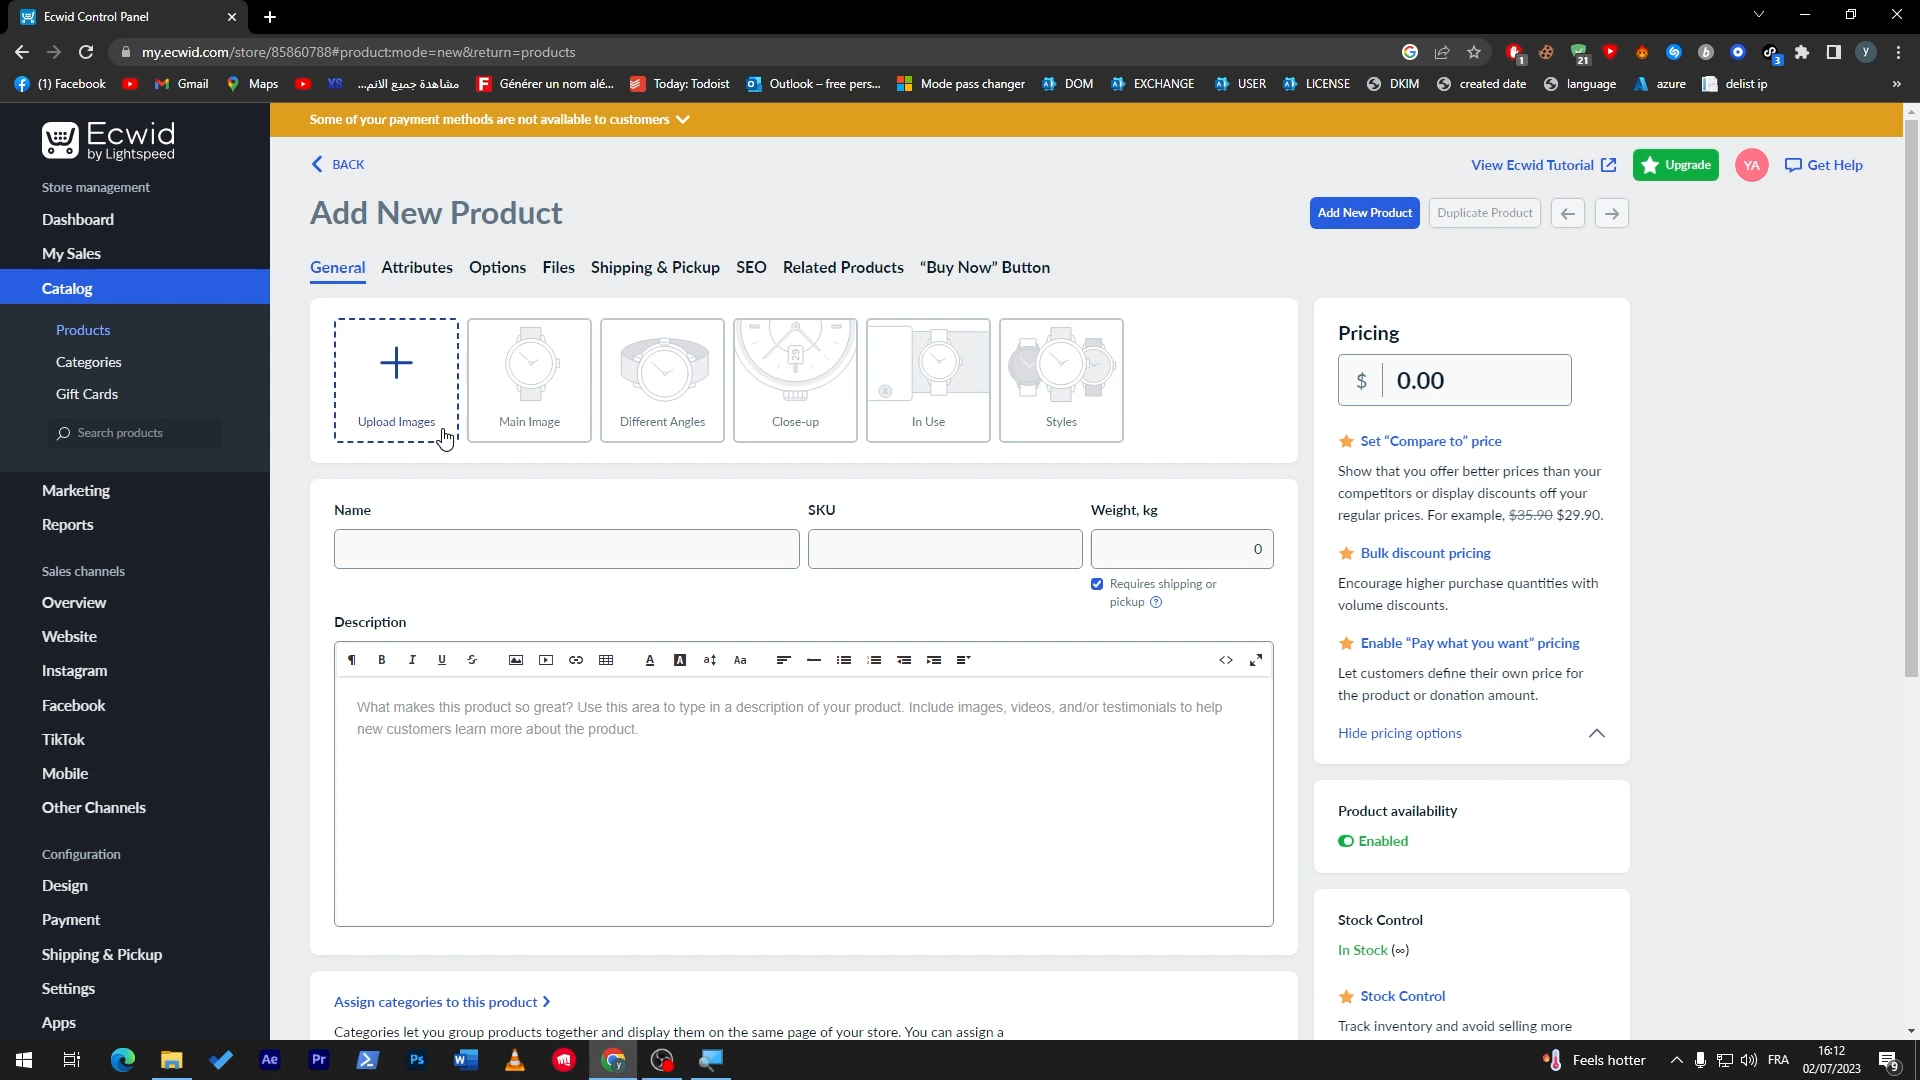 Ecwid Control Panel
my.ecwid.com/store/85860788#product:mode=new&return=products
1
21
3
y
(1) Facebook
Gmail
Maps
XS
مشاهدة جميع الانم...
Générer un nom alé...
Today: Todoist
Outlook – free pers...
Mode pass changer
DOM
EXCHANGE
USER
LICENSE
DKIM
created date
language
azure
delist ip
»
Ecwid
by Lightspeed
Store management
Dashboard
My Sales
Catalog
Products
Categories
Gift Cards
Search products
Marketing
Reports
Sales channels
Overview
Website
Instagram
Facebook
TikTok
Mobile
Other Channels
Configuration
Design
Payment
Shipping & Pickup
Settings
Apps
Some of your payment methods are not available to customers
BACK
View Ecwid Tutorial
Upgrade
YA
Get Help
Add New Product
Add New Product
Duplicate Product
General
Attributes
Options
Files
Shipping & Pickup
SEO
Related Products
“Buy Now” Button
Upload Images
Main Image
Different Angles
29
Close-up
In Use
Styles
Name
SKU
Weight, kg
0
Requires shipping or
pickup
Description
¶ B I U S A A Aa <>
What makes this product so great? Use this area to type in a description of your product. Include images, videos, and/or testimonials to help
new customers learn more about the product.
Assign categories to this product
Categories let you group products together and display them on the same page of your store. You can assign a
Pricing
$ 0.00
Set “Compare to” price
Show that you offer better prices than your
competitors or display discounts off your
regular prices. For example, $35.90 $29.90.
Bulk discount pricing
Encourage higher purchase quantities with
volume discounts.
Enable “Pay what you want” pricing
Let customers define their own price for
the product or donation amount.
Hide pricing options
Product availability
Enabled
Stock Control
In Stock (∞)
Stock Control
Track inventory and avoid selling more
Ae
Pr
Ps
W
Feels hotter
FRA
16:12
02/07/2023
9